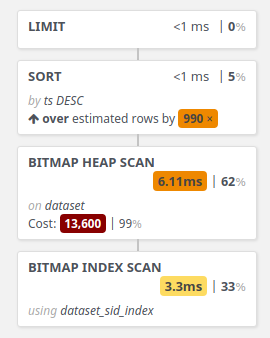 LIMIT <1 ms | 0%
SORT <1 ms | 5%
by ts DESC
over estimated rows by 990 ×
BITMAP HEAP SCAN
6.11ms | 62%
on dataset
Cost: 13,600 | 99%
BITMAP INDEX SCAN
3.3ms | 33%
using dataset_sid_index